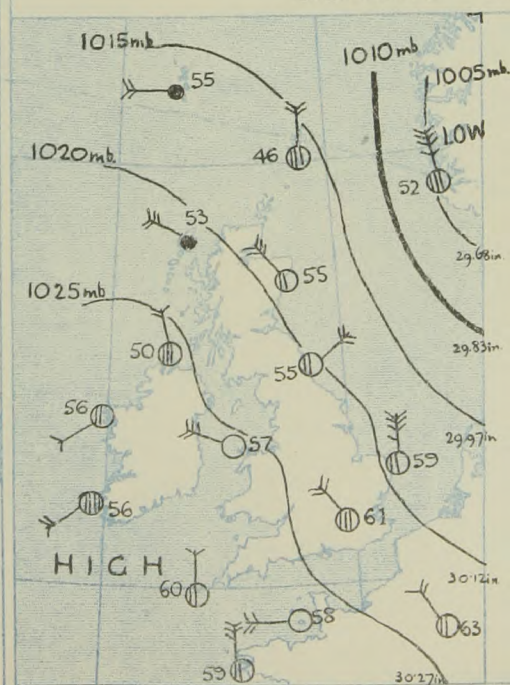 1015mb.
55
1010mb
1005mb.
LOW
46
52
1020mb.
53
29.68in.
55
1025mb
29.83in.
50
55
56
57
29.97in
59
56
61
HIGH
30.12in.
60
58
63
59
30.27in.